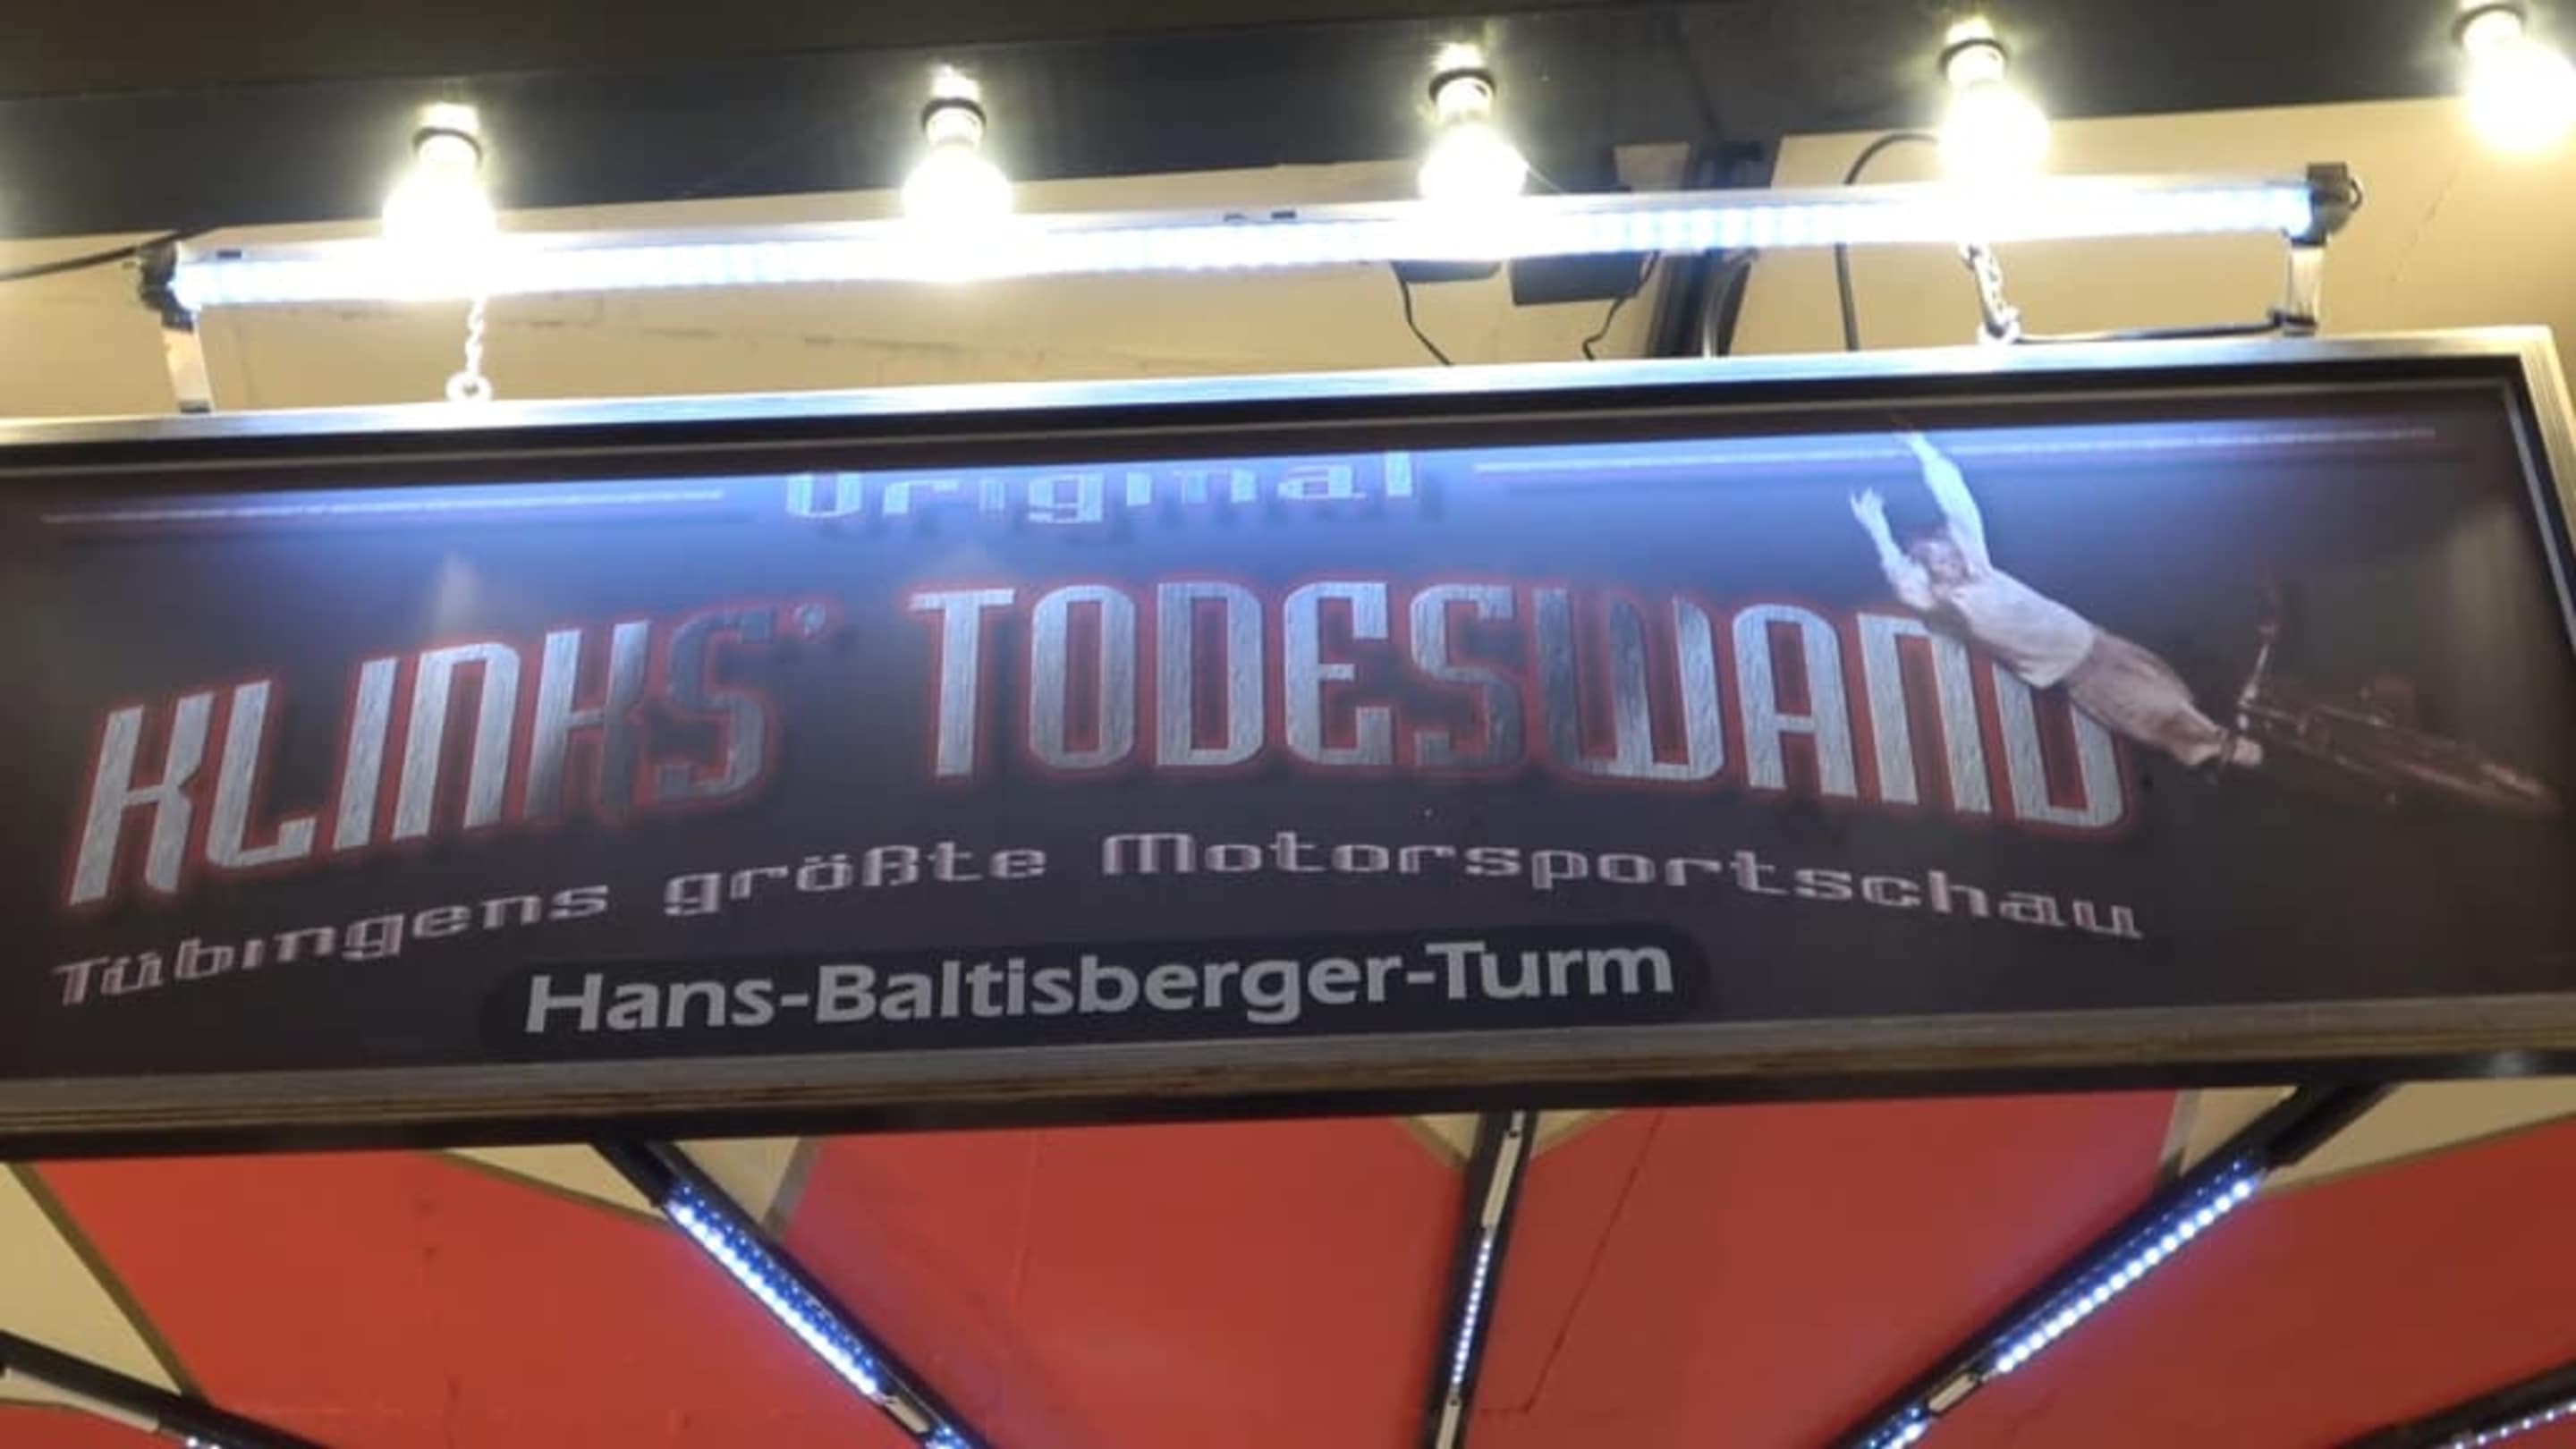 Original
KLINKS' TODESWAND
Tübingens größte Motorsportschau
Hans-Baltisberger-Turm